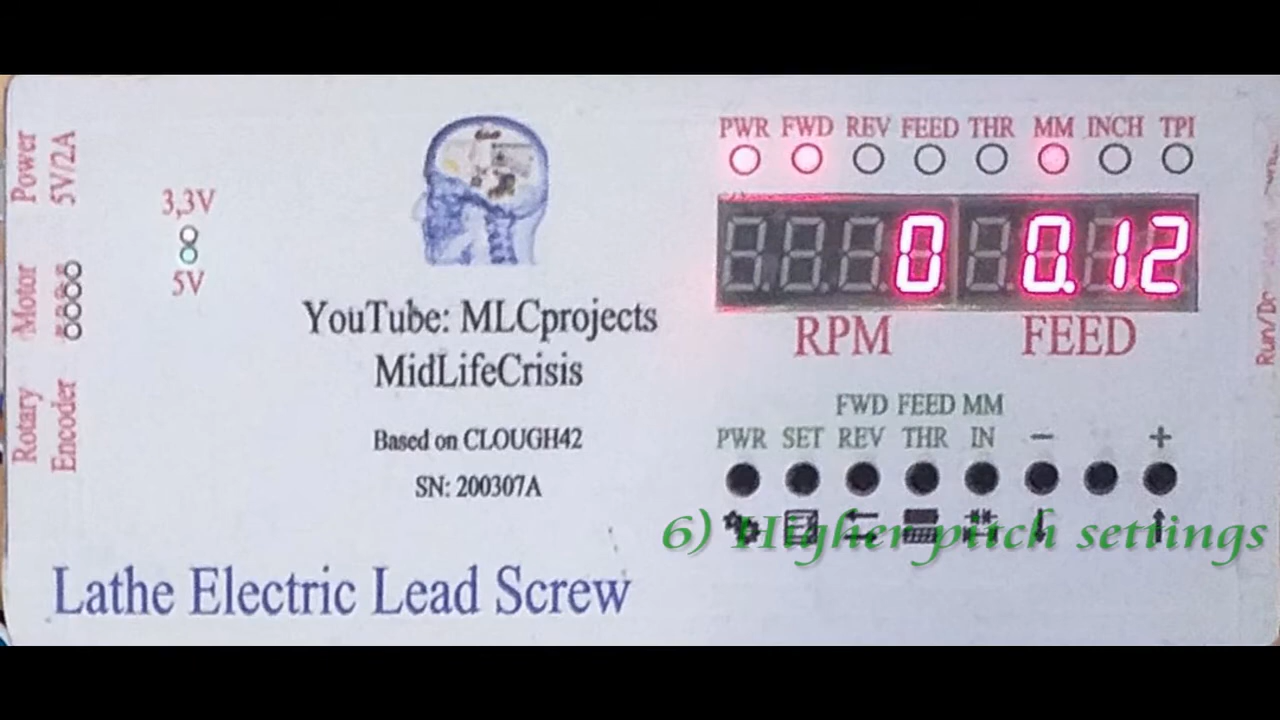 Power
5V/2A
Motor
Rotary
Encoder
3,3V
5V
YouTube: MLCprojects
MidLifeCrisis
Based on CLOUGH42
SN: 200307A
Lathe Electric Lead Screw
PWR FWD REV FEED THR MM INCH TPI
0 0.12
RPM FEED
FWD FEED MM
PWR SET REV THR IN − +
6) Higher pitch settings